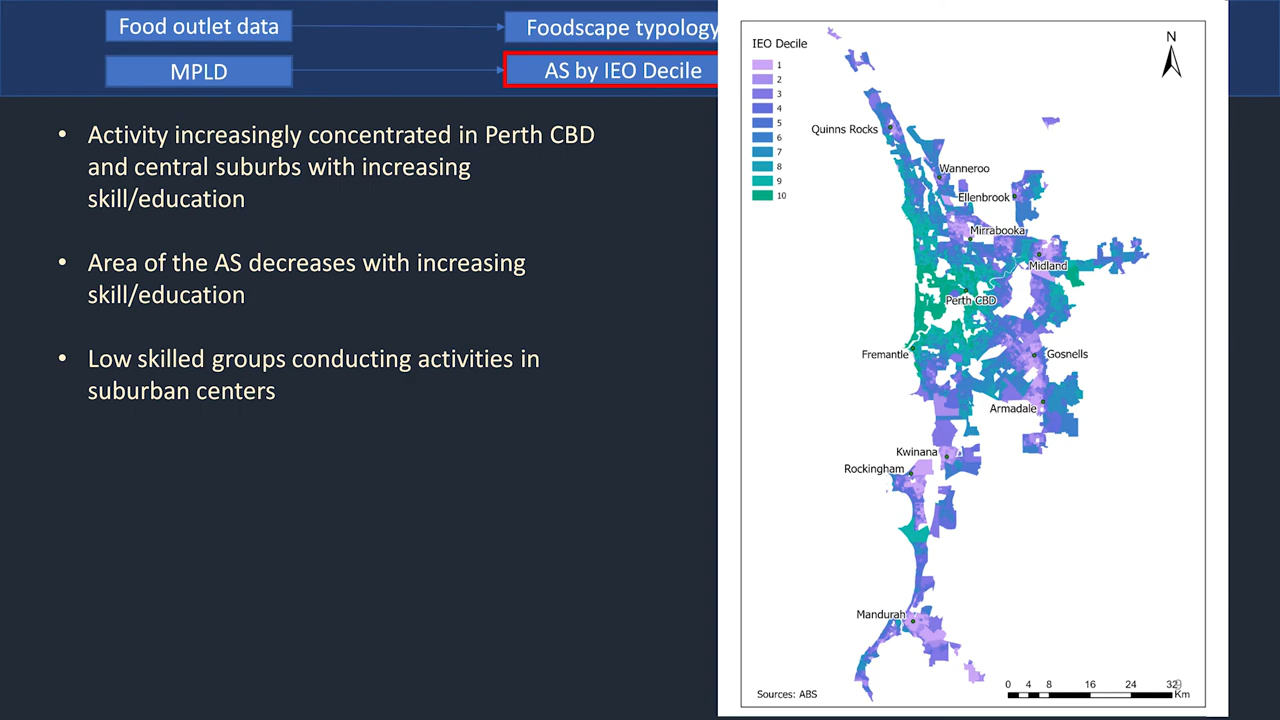 Food outlet data
Foodscape typology
MPLD
AS by IEO Decile
• Activity increasingly concentrated in Perth CBD
and central suburbs with increasing
skill/education
• Area of the AS decreases with increasing
skill/education
• Low skilled groups conducting activities in
suburban centers
IEO Decile
1
2
3
4
5
6
7
8
9
10
N
Quinns Rocks
Wanneroo
Ellenbrook
Mirrabooka
Midland
Perth CBD
Fremantle
Gosnells
Armadale
Kwinana
Rockingham
Mandurah
Sources: ABS
0 4 8 16 24 32
Km
9